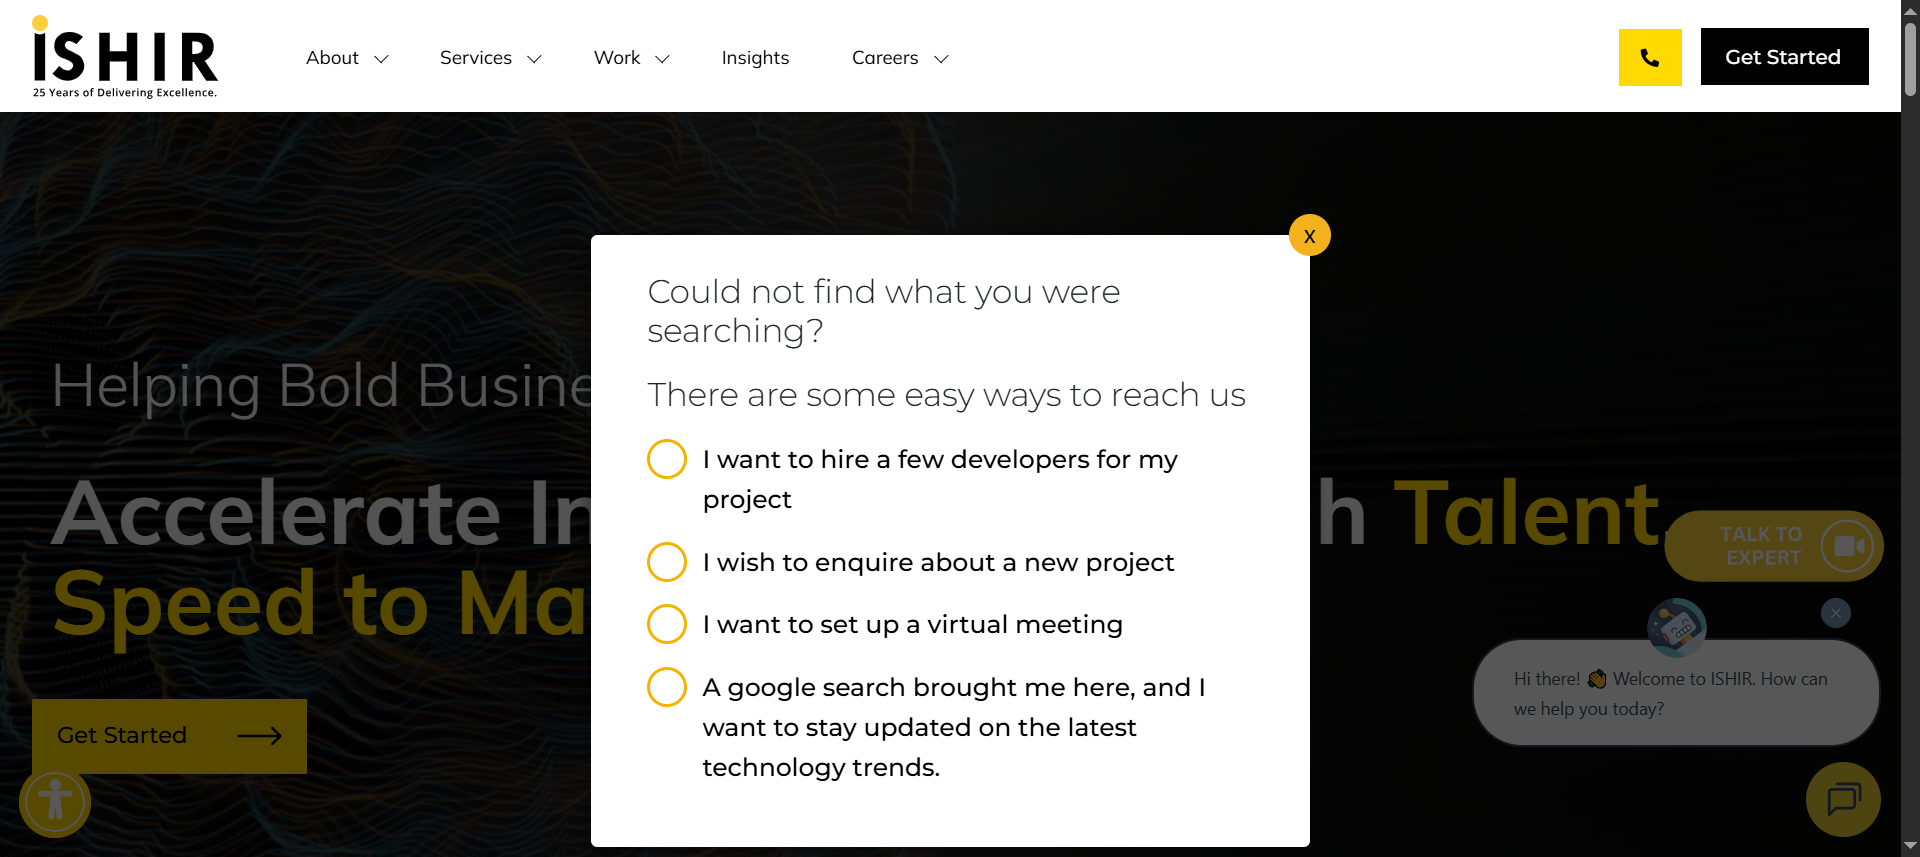 ISHIR
25 Years of Delivering Excellence.
About
Services
Work
Insights
Careers
Get Started
X
Could not find what you were
searching?
There are some easy ways to reach us
I want to hire a few developers for my
project
I wish to enquire about a new project
I want to set up a virtual meeting
A google search brought me here, and I
want to stay updated on the latest
technology trends.
Helping Bold
Accelerate
Talent
Speed to
Get Started
TALK TO
EXPERT
Hi there! 👋 Welcome to ISHIR. How can
we help you today?